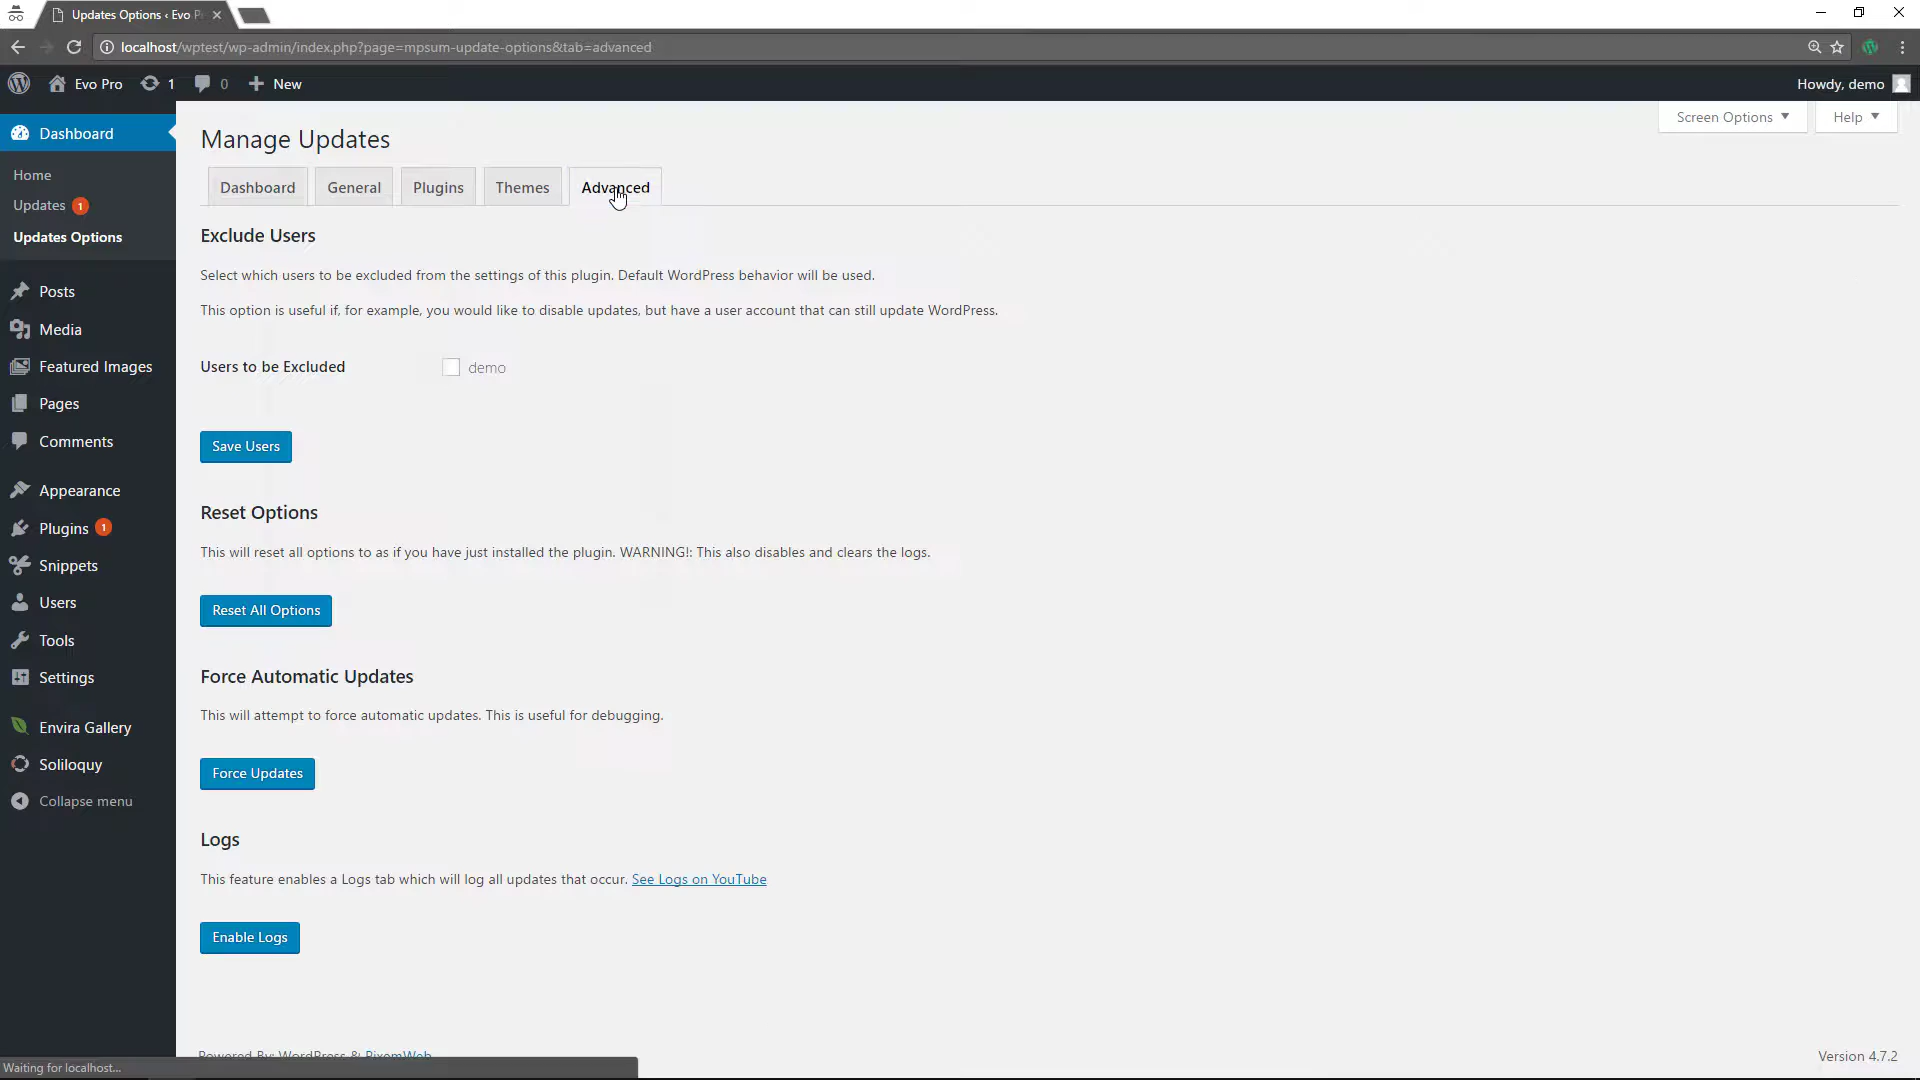 Updates Options ‹ Evo P
localhost/wptest/wp-admin/index.php?page=mpsum-update-options&tab=advanced
Evo Pro 1 0 New
Howdy, demo
Dashboard
Home
Updates 1
Updates Options
Posts
Media
Featured Images
Pages
Comments
Appearance
Plugins 1
Snippets
Users
Tools
Settings
Envira Gallery
Soliloquy
Collapse menu
Screen Options
Help
Manage Updates
Dashboard
General
Plugins
Themes
Advanced
Exclude Users
Select which users to be excluded from the settings of this plugin. Default WordPress behavior will be used.
This option is useful if, for example, you would like to disable updates, but have a user account that can still update WordPress.
Users to be Excluded
demo
Save Users
Reset Options
This will reset all options to as if you have just installed the plugin. WARNING!: This also disables and clears the logs.
Reset All Options
Force Automatic Updates
This will attempt to force automatic updates. This is useful for debugging.
Force Updates
Logs
This feature enables a Logs tab which will log all updates that occur. See Logs on YouTube
Enable Logs
Powered By: WordPress & PixemWeb
Version 4.7.2
Waiting for localhost...